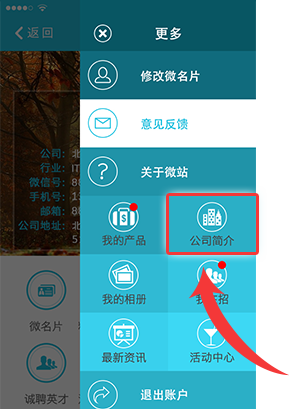 返回
更多
修改微名片
意见反馈
关于微站
公司：北
行业：IT
微信号：8
手机号：1
邮箱：80
公司地址：北
5
我的产品
公司简介
我的相册
招
微名片
最新资讯
活动中心
诚聘英才
退出账户